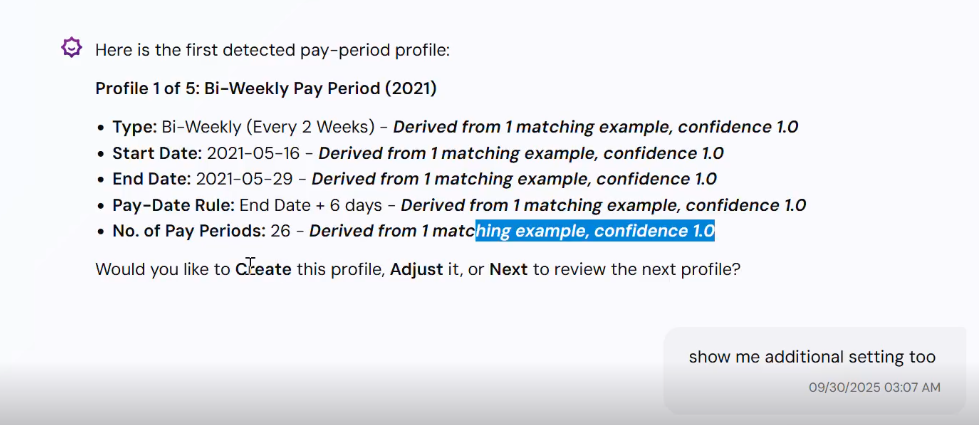 Here is the first detected pay-period profile:
Profile 1 of 5: Bi-Weekly Pay Period (2021)
• Type: Bi-Weekly (Every 2 Weeks) – Derived from 1 matching example, confidence 1.0
• Start Date: 2021-05-16 – Derived from 1 matching example, confidence 1.0
• End Date: 2021-05-29 – Derived from 1 matching example, confidence 1.0
• Pay-Date Rule: End Date + 6 days – Derived from 1 matching example, confidence 1.0
• No. of Pay Periods: 26 – Derived from 1 matching example, confidence 1.0
Would you like to Create this profile, Adjust it, or Next to review the next profile?
show me additional setting too
09/30/2025 03:07 AM